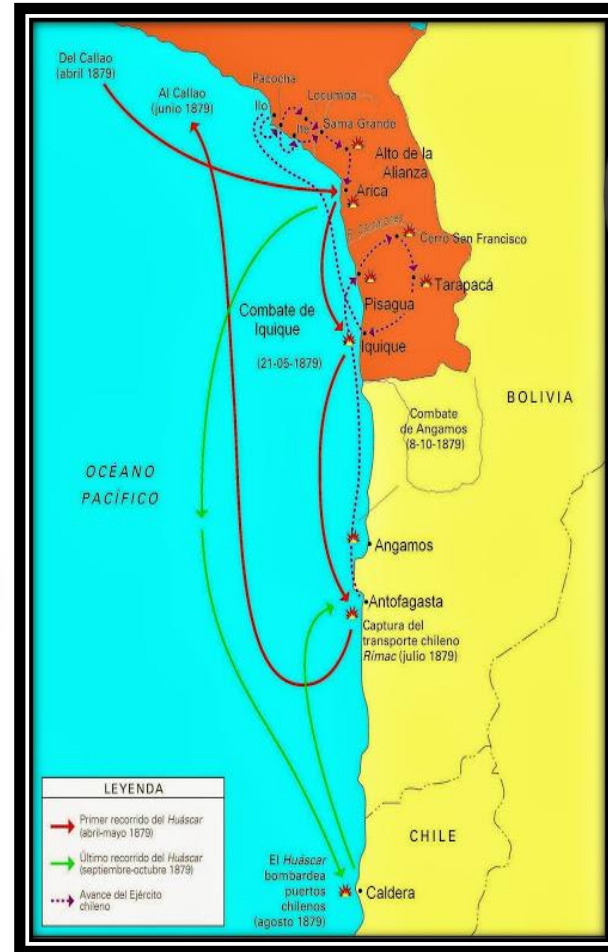 Del Callao
(abril 1879)
Al Callao
(junio 1879)
Pacocha
Locumba
Ilo
Ite
Sama Grande
Alto de la
Alianza
Arica
R. Camarones
Cerro San Francisco
Tarapacá
Pisagua
Combate de
Iquique
(21-05-1879)
Iquique
BOLIVIA
Combate
de Angamos
(8-10-1879)
OCÉANO
PACÍFICO
Angamos
Antofagasta
Captura del
transporte chileno
Rímac (julio 1879)
LEYENDA
Primer recorrido del Huáscar
(abril-mayo 1879)
Último recorrido del Huáscar
(septiembre-octubre 1879)
Avance del Ejército
chileno
CHILE
El Huáscar
bombardea
puertos
chilenos
(agosto 1879)
Caldera